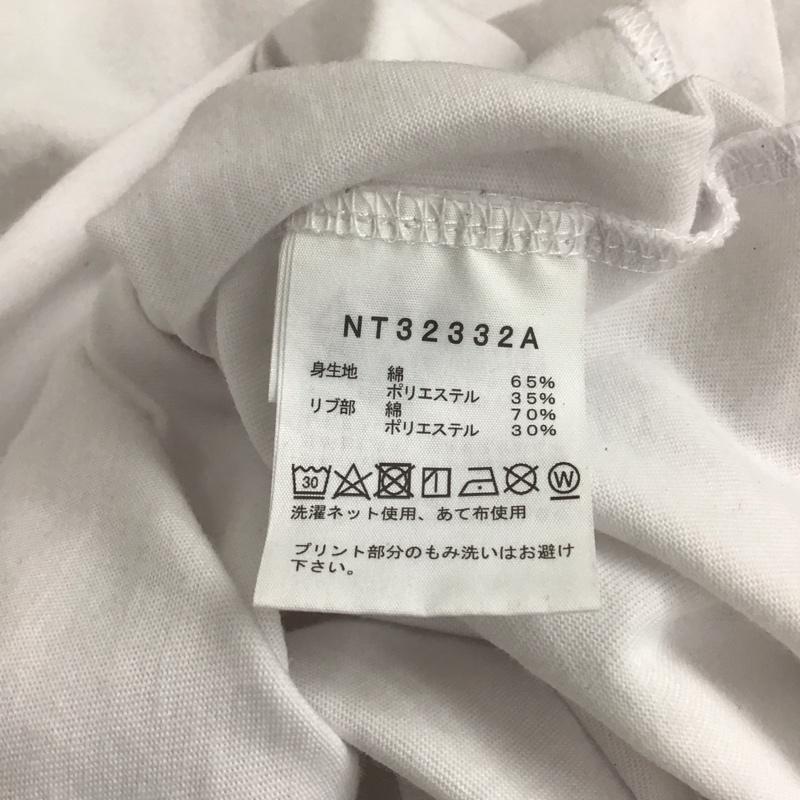 NT32332A
身生地 綿 65%
ポリエステル 35%
リブ部 綿 70%
ポリエステル 30%
30 W
洗濯ネット使用、あて布使用
プリント部分のもみ洗いはお避け
下さい。